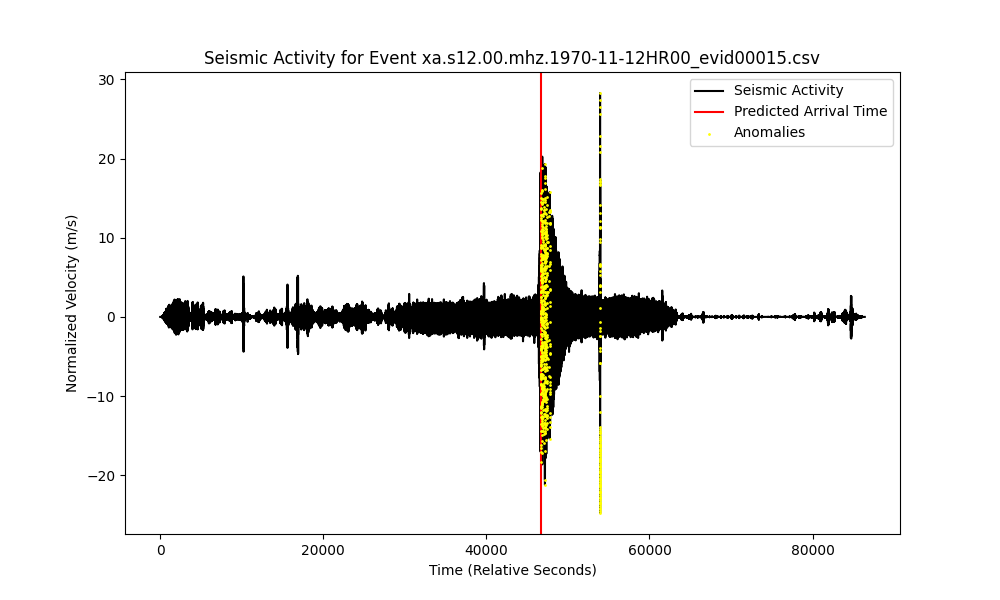 Seismic Activity for Event xa.s12.00.mhz.1970-11-12HR00_evid00015.csv
Seismic Activity
Predicted Arrival Time
Anomalies
Normalized Velocity (m/s)
30
20
10
0
−10
−20
0
20000
40000
60000
80000
Time (Relative Seconds)